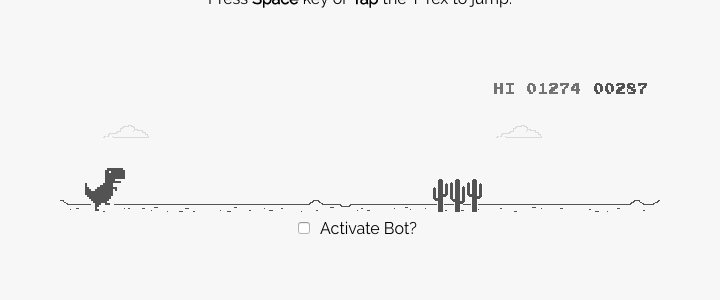 Press Space key or Tap the T-rex to jump.
HI 01274 00287
Activate Bot?